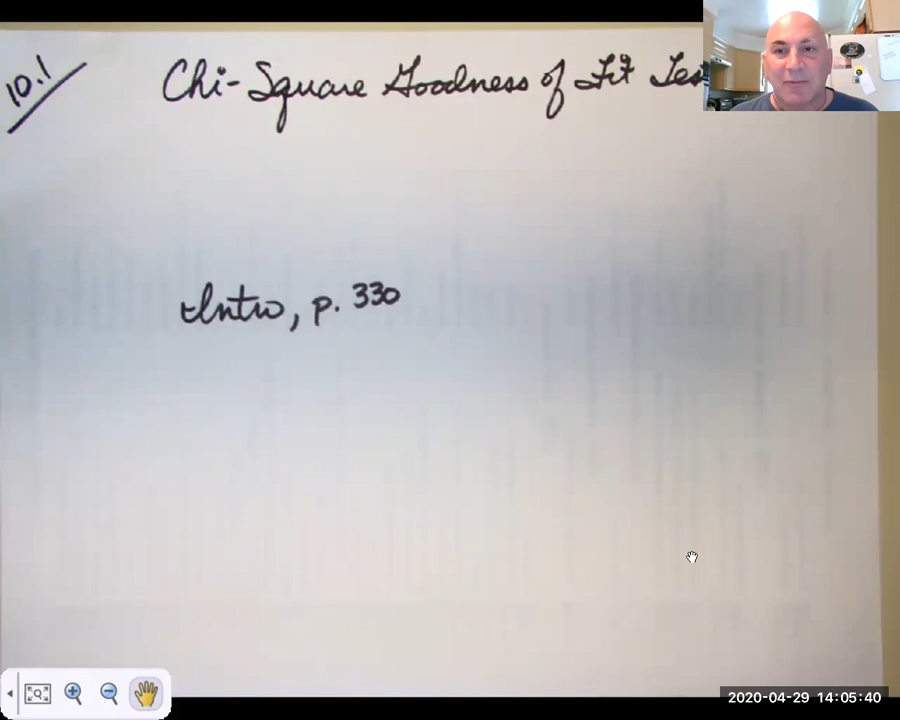 10.1
Chi-Square Goodness of Fit Tes
Intro, p. 330
2020-04-29 14:05:40